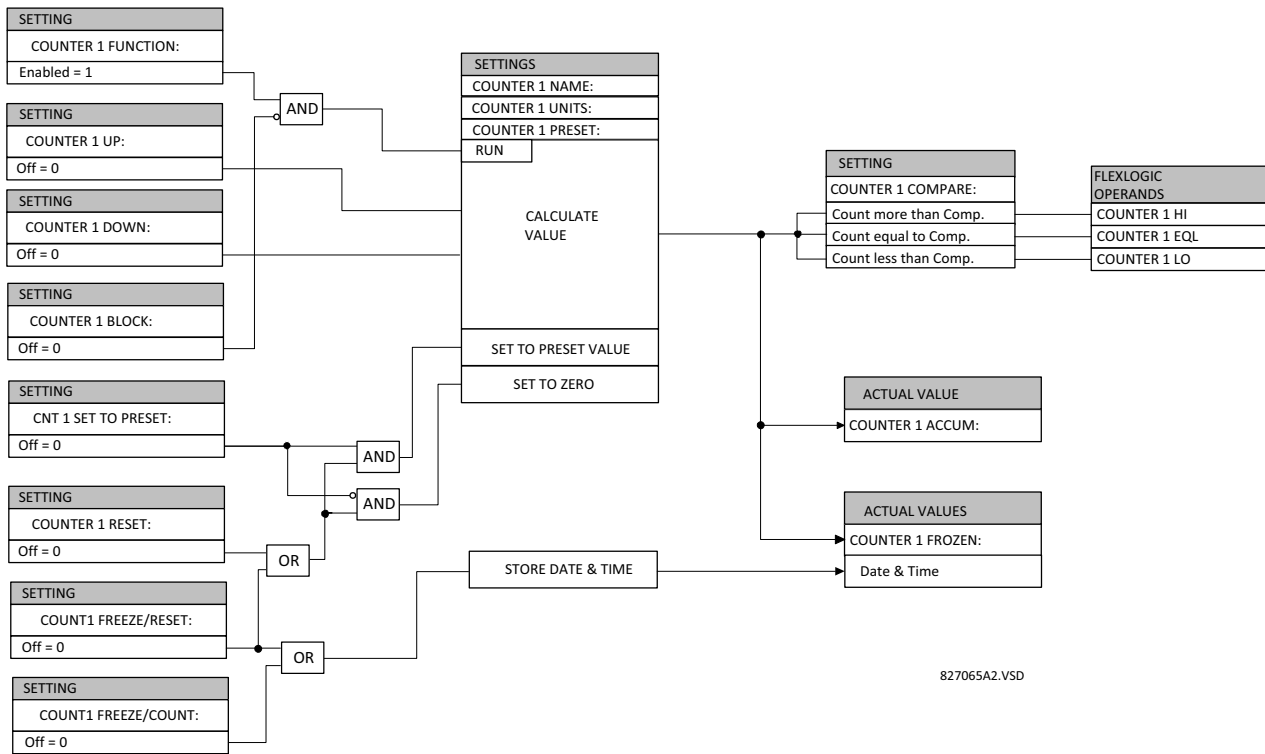 SETTING
COUNTER 1 FUNCTION:
Enabled = 1
SETTING
COUNTER 1 UP:
Off = 0
SETTING
COUNTER 1 DOWN:
Off = 0
SETTING
COUNTER 1 BLOCK:
Off = 0
SETTING
CNT 1 SET TO PRESET:
Off = 0
SETTING
COUNTER 1 RESET:
Off = 0
SETTING
COUNT1 FREEZE/RESET:
Off = 0
SETTING
COUNT1 FREEZE/COUNT:
Off = 0
AND
AND
AND
OR
OR
SETTINGS
COUNTER 1 NAME:
COUNTER 1 UNITS:
COUNTER 1 PRESET:
RUN
CALCULATE
VALUE
SET TO PRESET VALUE
SET TO ZERO
STORE DATE & TIME
SETTING
COUNTER 1 COMPARE:
Count more than Comp.
Count equal to Comp.
Count less than Comp.
FLEXLOGIC
OPERANDS
COUNTER 1 HI
COUNTER 1 EQL
COUNTER 1 LO
ACTUAL VALUE
COUNTER 1 ACCUM:
ACTUAL VALUES
COUNTER 1 FROZEN:
Date & Time
827065A2.VSD